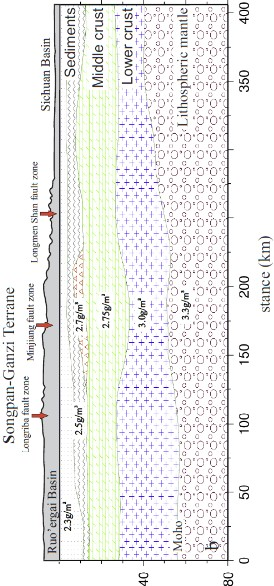 Songpan-Ganzi Terrane
Longriba fault zone
Minjiang fault zone
Longmen Shan fault zone
Ruo'ergai Basin
Sichuan Basin
Sediments
Middle crust
Lower crust
Lithospheric mantle
2.3g/m³
2.5g/m³
2.7g/m³
2.75g/m³
3.0g/m³
3.3g/m³
Moho
b
40
80
0
50
100
150
200
350
400
stance (km)